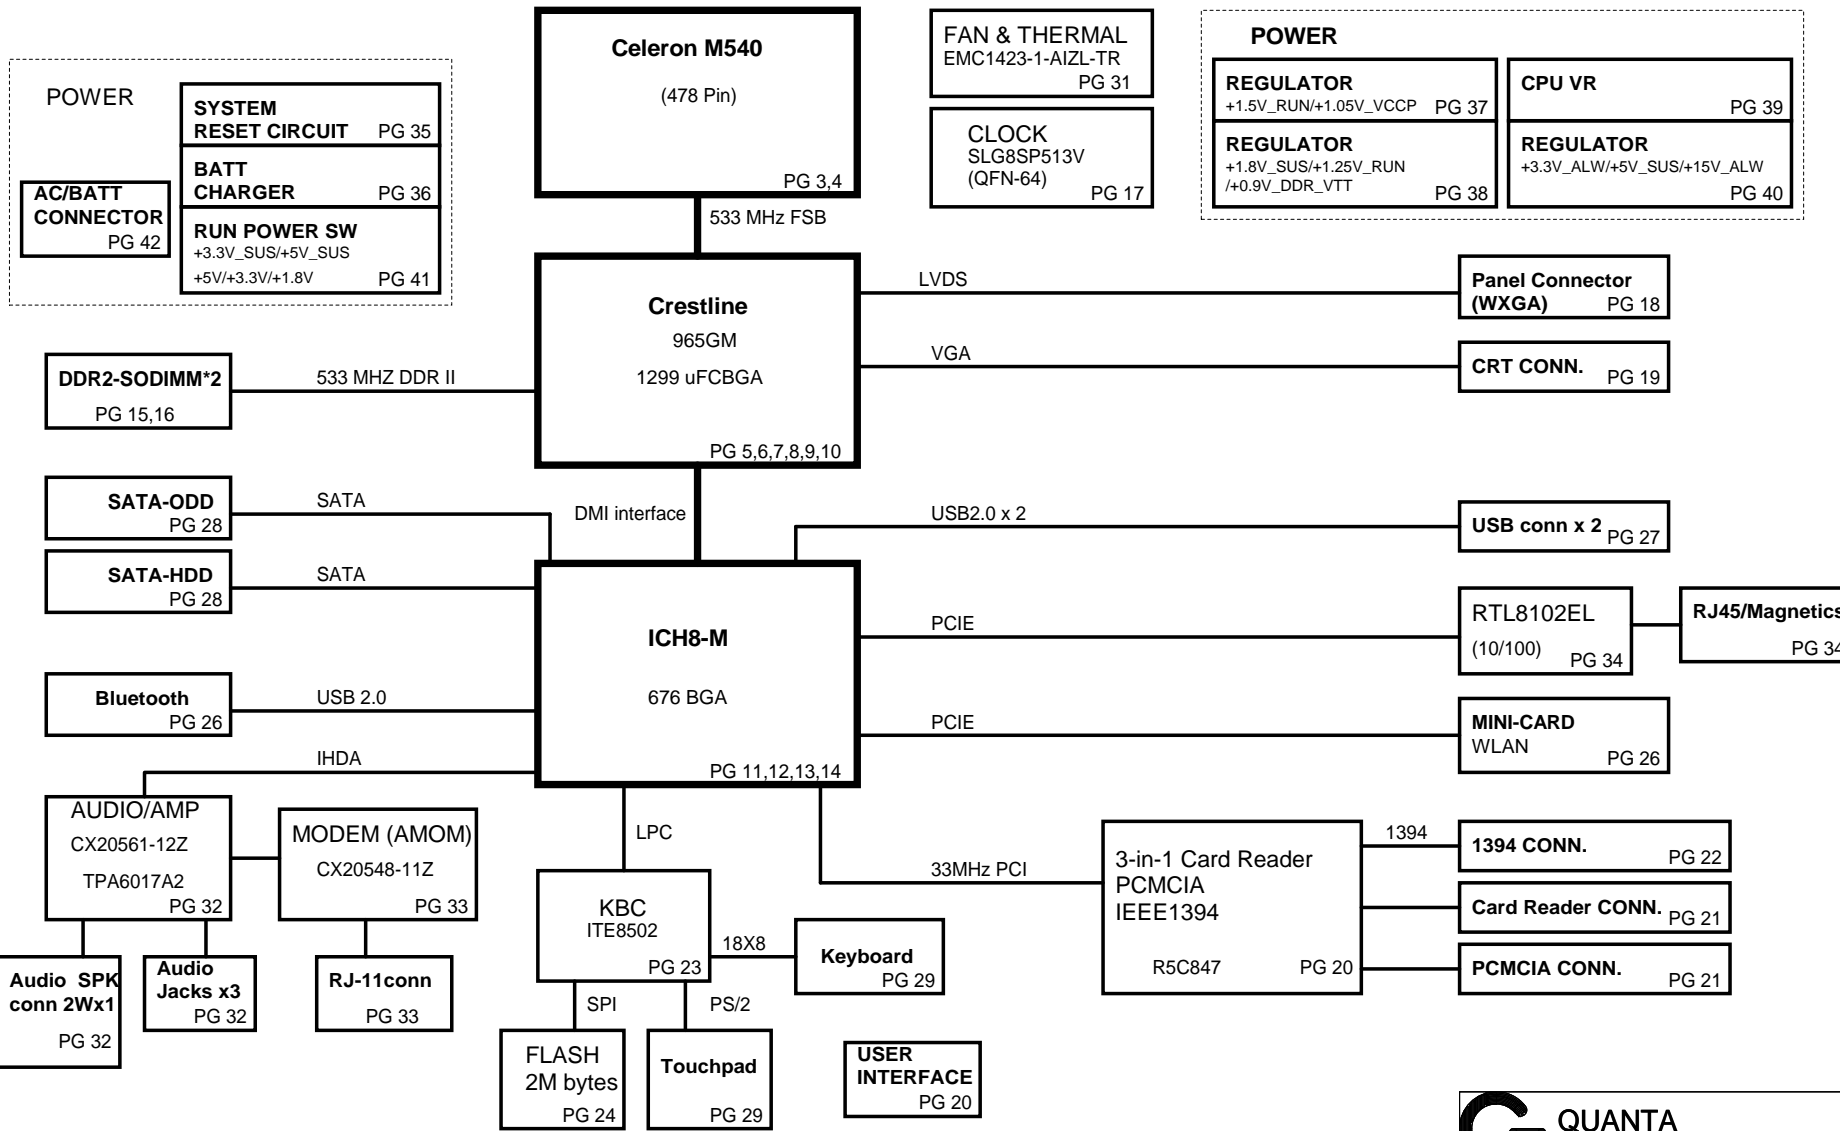 Celeron M540
(478 Pin)
PG 3,4
FAN & THERMAL
EMC1423-1-AIZL-TR
PG 31
CLOCK
SLG8SP513V
(QFN-64)
PG 17
POWER
REGULATOR
+1.5V_RUN/+1.05V_VCCP PG 37
CPU VR
PG 39
REGULATOR
+1.8V_SUS/+1.25V_RUN
/+0.9V_DDR_VTT
PG 38
REGULATOR
+3.3V_ALW/+5V_SUS/+15V_ALW
PG 40
POWER
SYSTEM
RESET CIRCUIT PG 35
BATT
CHARGER PG 36
AC/BATT
CONNECTOR
PG 42
RUN POWER SW
+3.3V_SUS/+5V_SUS
+5V/+3.3V/+1.8V PG 41
533 MHz FSB
Crestline
965GM
1299 uFCBGA
PG 5,6,7,8,9,10
LVDS
Panel Connector
(WXGA) PG 18
VGA
CRT CONN. PG 19
DDR2-SODIMM*2
PG 15,16
533 MHZ DDR II
SATA-ODD
PG 28
SATA
DMI interface
USB2.0 x 2
USB conn x 2 PG 27
SATA-HDD
PG 28
SATA
ICH8-M
676 BGA
PG 11,12,13,14
PCIE
RTL8102EL
(10/100) PG 34
RJ45/Magnetics
PG 34
Bluetooth
PG 26
USB 2.0
PCIE
MINI-CARD
WLAN
PG 26
IHDA
AUDIO/AMP
CX20561-12Z
TPA6017A2
PG 32
MODEM (AMOM)
CX20548-11Z
PG 33
LPC
33MHz PCI
3-in-1 Card Reader
PCMCIA
IEEE1394
R5C847 PG 20
1394
1394 CONN. PG 22
Card Reader CONN. PG 21
PCMCIA CONN. PG 21
KBC
ITE8502
PG 23
18X8
Keyboard
PG 29
Audio SPK
conn 2Wx1
PG 32
Audio
Jacks x3
PG 32
RJ-11conn
PG 33
SPI
PS/2
FLASH
2M bytes
PG 24
Touchpad
PG 29
USER
INTERFACE
PG 20
QUANTA